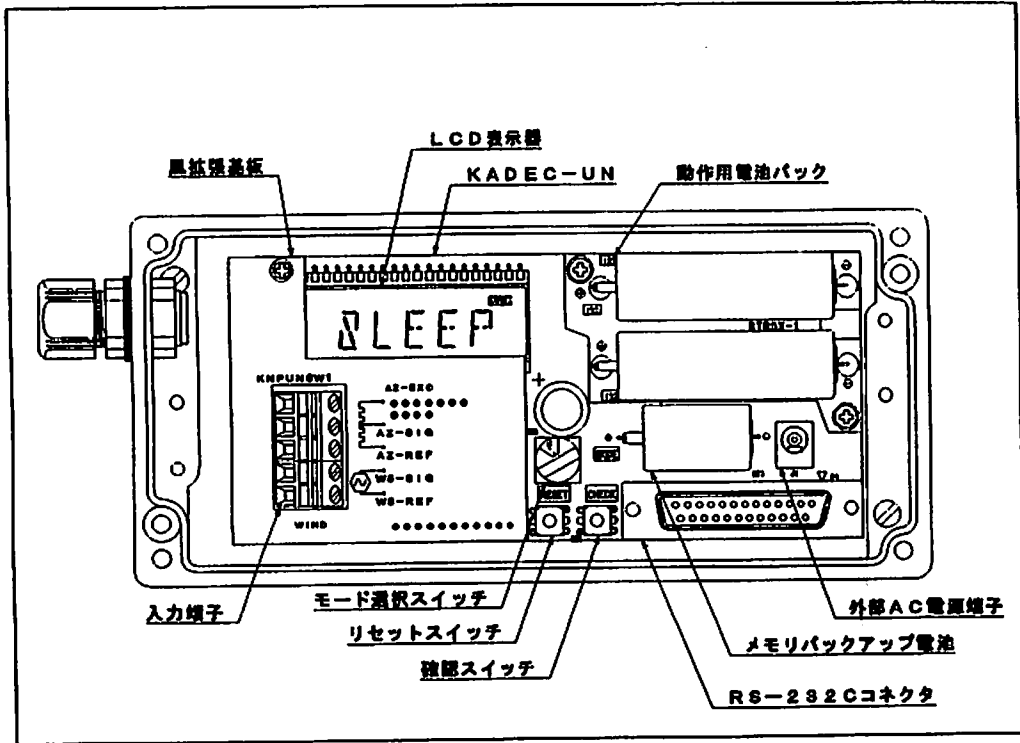 LCD表示器
風拡張基板
KADEC-UN
動作用電池パック
SLEEP
KNPUNSW1
AZ-EXC
AZ-SIG
AZ-REF
WS-SIG
WS-REF
WIND
RESET
CHECK
入力端子
モード選択スイッチ
リセットスイッチ
確認スイッチ
外部AC電源端子
メモリバックアップ電池
RS-232Cコネクタ